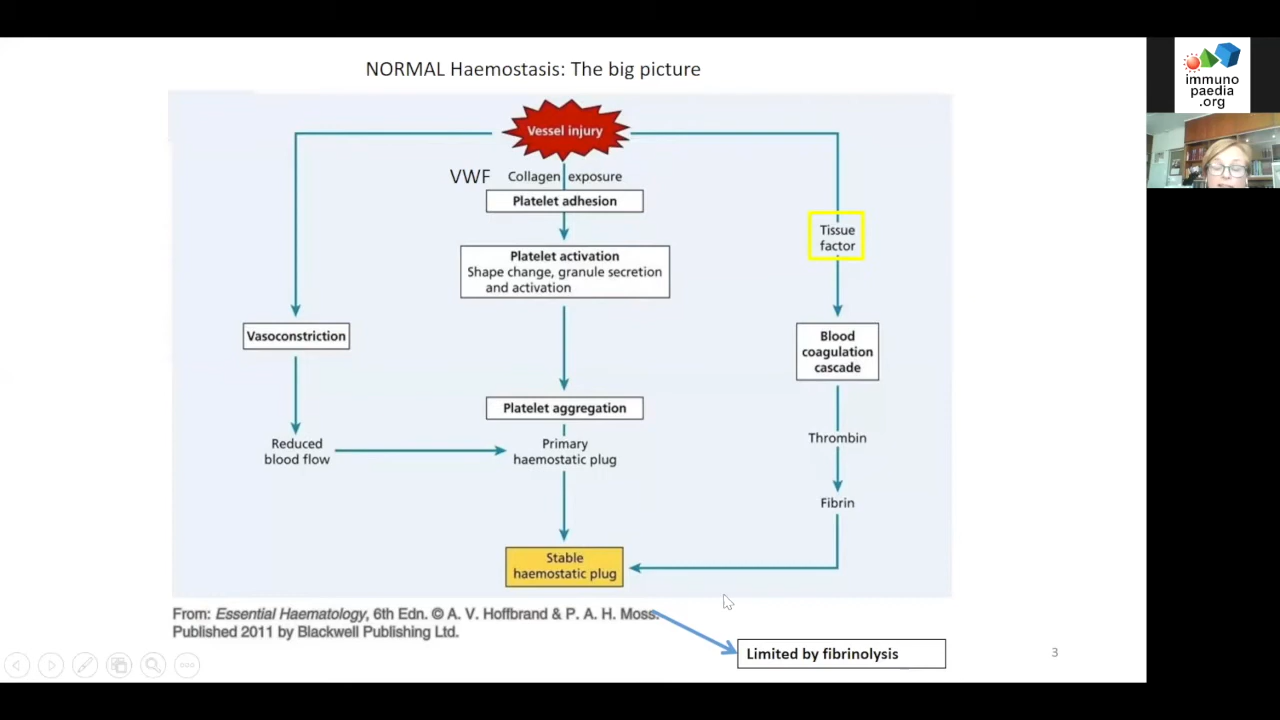 NORMAL Haemostasis: The big picture
immuno
paedia
.org
Vessel injury
VWF
Collagen exposure
Platelet adhesion
Platelet activation
Shape change, granule secretion
and activation
Tissue
factor
Vasoconstriction
Blood
coagulation
cascade
Platelet aggregation
Reduced
blood flow
Primary
haemostatic plug
Thrombin
Fibrin
Stable
haemostatic plug
From: Essential Haematology, 6th Edn. © A. V. Hoffbrand & P. A. H. Moss.
Published 2011 by Blackwell Publishing Ltd.
Limited by fibrinolysis
3